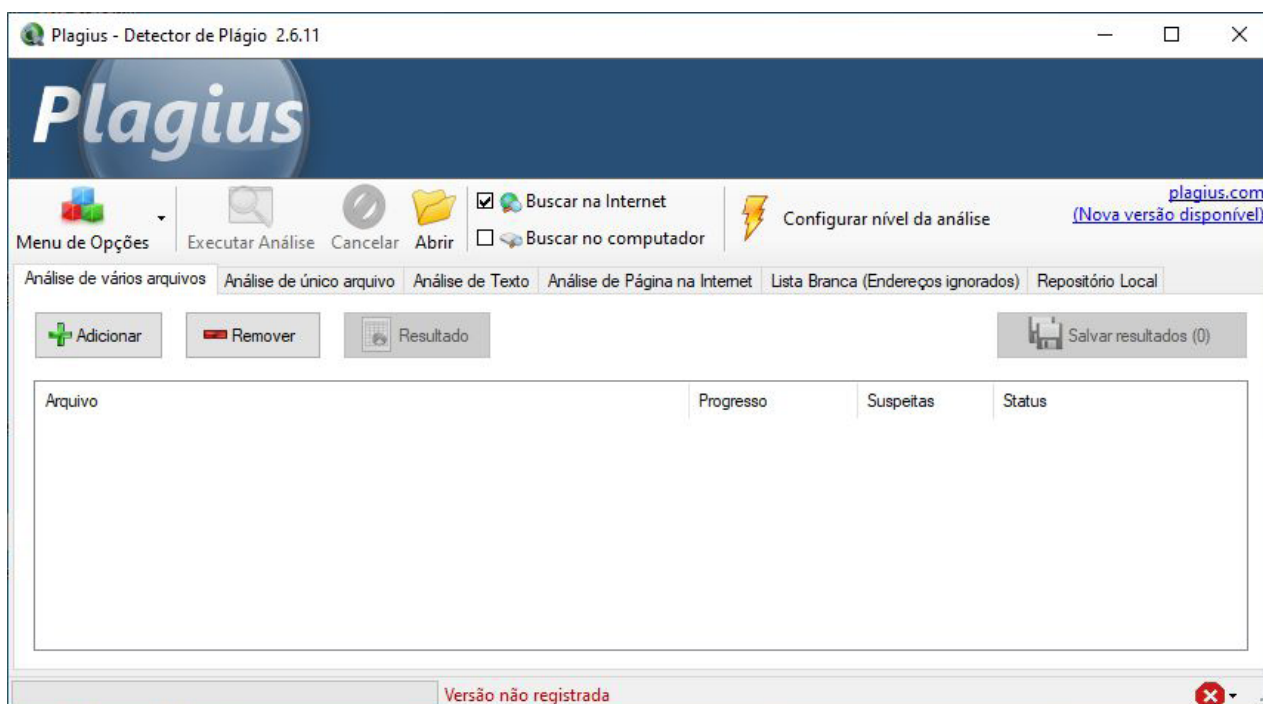 Plagius - Detector de Plágio 2.6.11
Plagius
Menu de Opções
Executar Análise
Cancelar
Abrir
Buscar na Internet
Buscar no computador
Configurar nível da análise
plagius.com
(Nova versão disponível)
Análise de vários arquivos
Análise de único arquivo
Análise de Texto
Análise de Página na Internet
Lista Branca (Endereços ignorados)
Repositório Local
Adicionar
Remover
Resultado
Salvar resultados (0)
Arquivo
Progresso
Suspeitas
Status
Versão não registrada